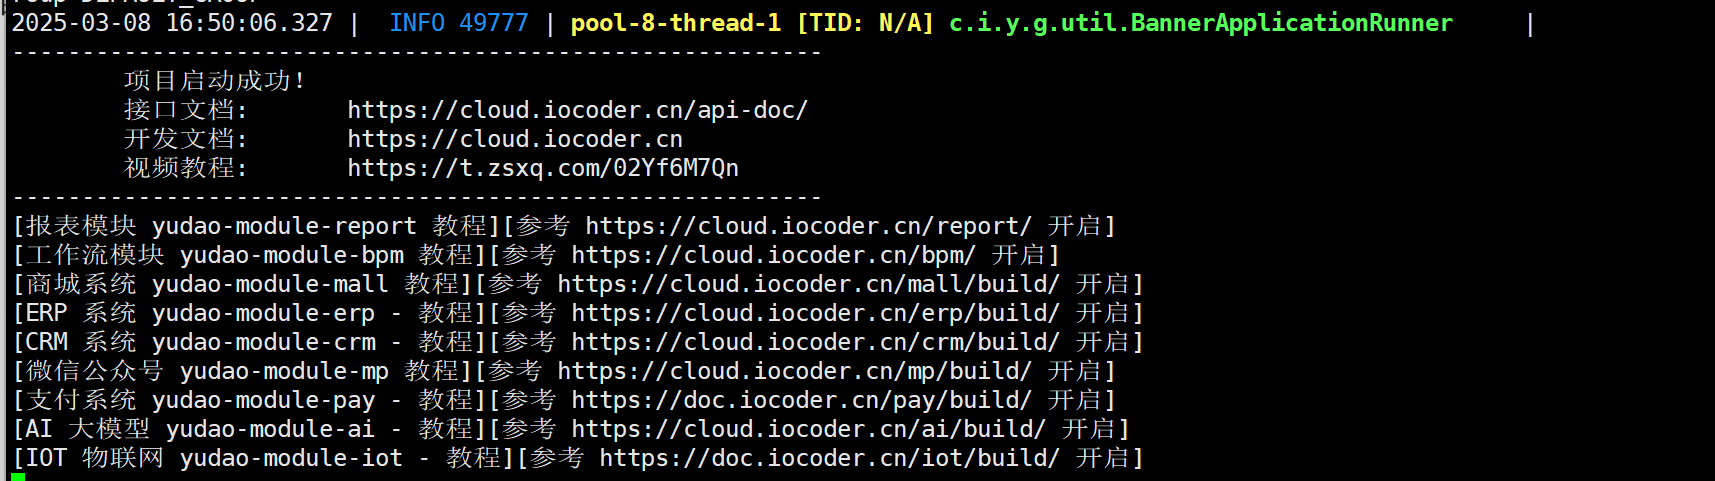 2025-03-08 16:50:06.327 |  INFO 49777 | pool-8-thread-1 [TID: N/A] c.i.y.g.util.BannerApplicationRunner     |
----------------------------------------------------------
项目启动成功！
接口文档: https://cloud.iocoder.cn/api-doc/
开发文档: https://cloud.iocoder.cn
视频教程: https://t.zsxq.com/02Yf6M7Qn
----------------------------------------------------------
[报表模块 yudao-module-report 教程][参考 https://cloud.iocoder.cn/report/ 开启]
[工作流模块 yudao-module-bpm 教程][参考 https://cloud.iocoder.cn/bpm/ 开启]
[商城系统 yudao-module-mall 教程][参考 https://cloud.iocoder.cn/mall/build/ 开启]
[ERP 系统 yudao-module-erp - 教程][参考 https://cloud.iocoder.cn/erp/build/ 开启]
[CRM 系统 yudao-module-crm - 教程][参考 https://cloud.iocoder.cn/crm/build/ 开启]
[微信公众号 yudao-module-mp 教程][参考 https://cloud.iocoder.cn/mp/build/ 开启]
[支付系统 yudao-module-pay - 教程][参考 https://doc.iocoder.cn/pay/build/ 开启]
[AI 大模型 yudao-module-ai - 教程][参考 https://cloud.iocoder.cn/ai/build/ 开启]
[IOT 物联网 yudao-module-iot - 教程][参考 https://doc.iocoder.cn/iot/build/ 开启]